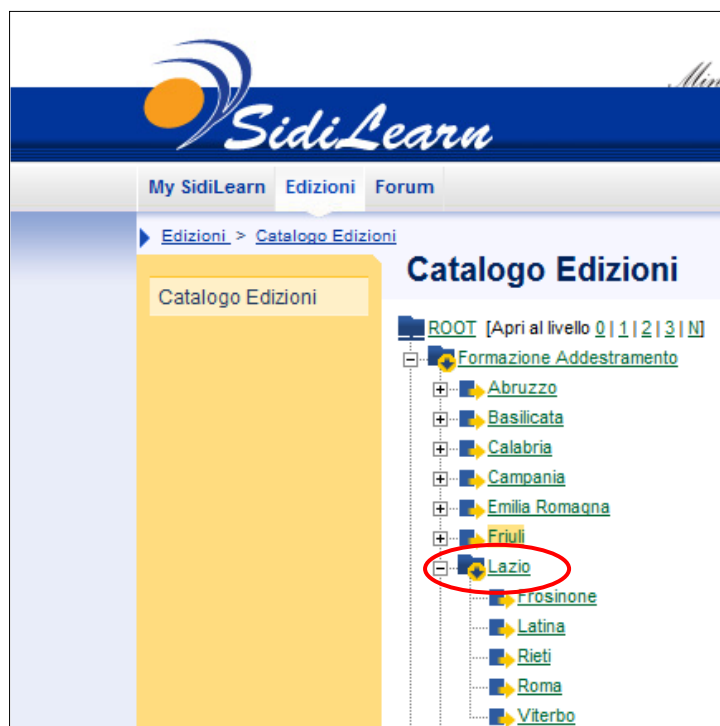 Min
SidiLearn
My SidiLearn Edizioni Forum
Edizioni > Catalogo Edizioni
Catalogo Edizioni
Catalogo Edizioni
ROOT [Apri al livello 0 | 1 | 2 | 3 | N]
Formazione Addestramento
Abruzzo
Basilicata
Calabria
Campania
Emilia Romagna
Friuli
Lazio
Frosinone
Latina
Rieti
Roma
Viterbo